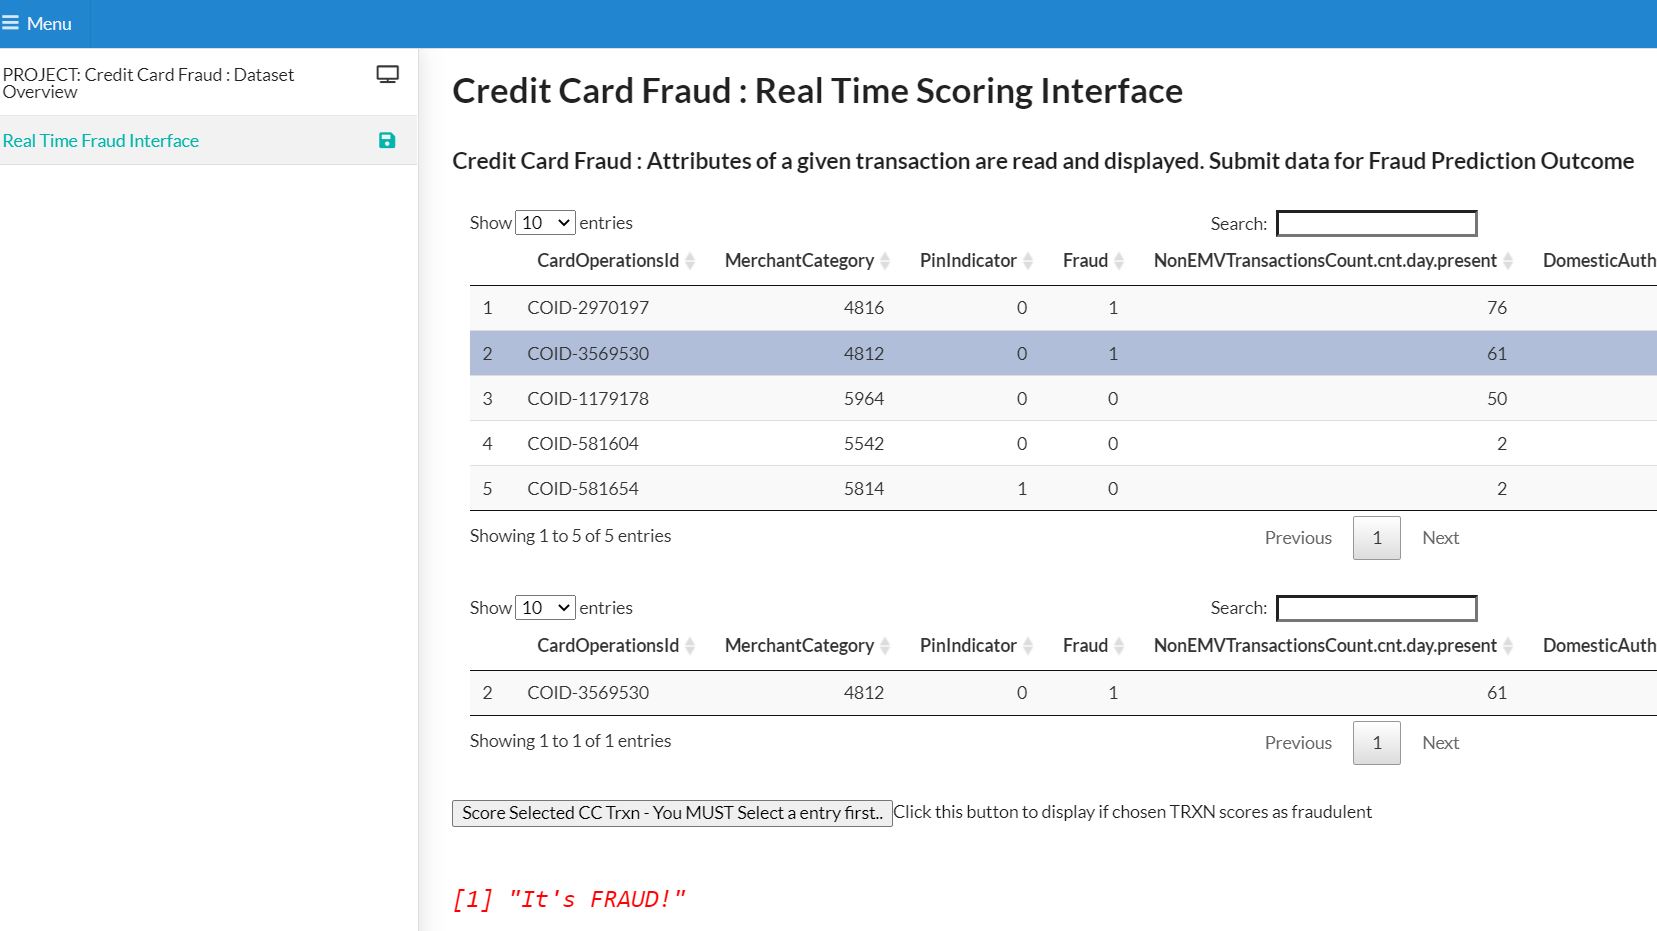 Menu
PROJECT: Credit Card Fraud : Dataset
Overview
Real Time Fraud Interface
Credit Card Fraud : Real Time Scoring Interface
Credit Card Fraud : Attributes of a given transaction are read and displayed. Submit data for Fraud Prediction Outcome
Show 10 entries Search:
CardOperationsId MerchantCategory PinIndicator Fraud NonEMVTransactionsCount.cnt.day.present DomesticAuth
1 COID-2970197 4816 0 1 76
2 COID-3569530 4812 0 1 61
3 COID-1179178 5964 0 0 50
4 COID-581604 5542 0 0 2
5 COID-581654 5814 1 0 2
Showing 1 to 5 of 5 entries Previous 1 Next
Show 10 entries Search:
CardOperationsId MerchantCategory PinIndicator Fraud NonEMVTransactionsCount.cnt.day.present DomesticAuth
2 COID-3569530 4812 0 1 61
Showing 1 to 1 of 1 entries Previous 1 Next
Score Selected CC Trxn - You MUST Select a entry first.. Click this button to display if chosen TRXN scores as fraudulent
[1] "It's FRAUD!"